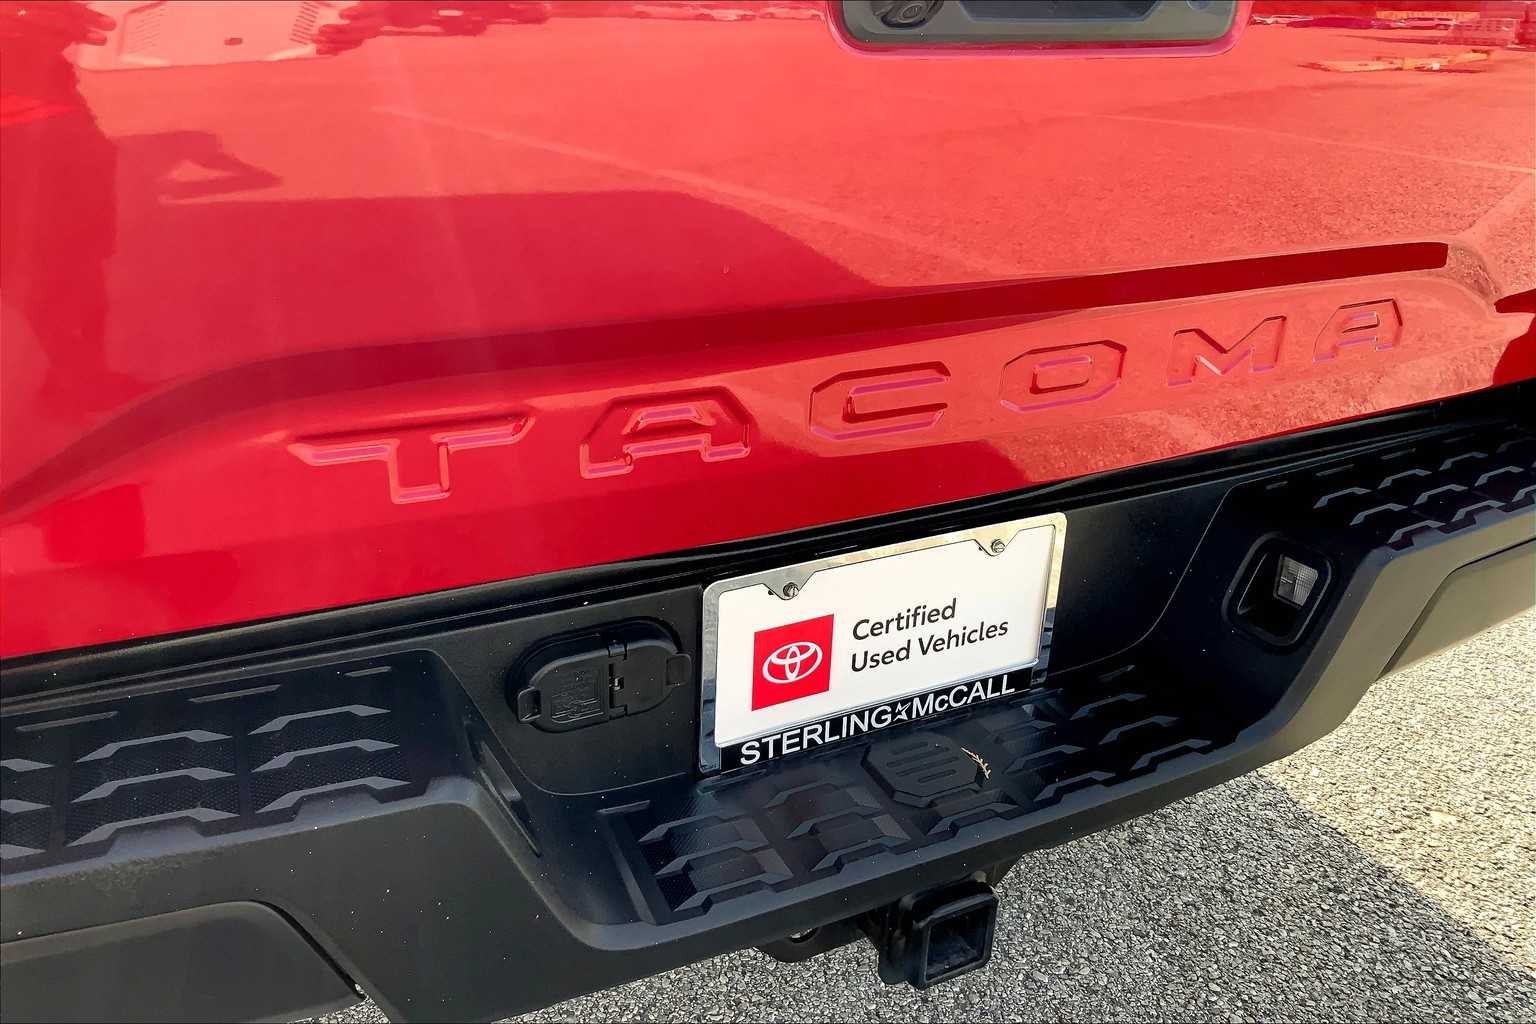 TACOMA
Certified
Used Vehicles
STERLING☆McCALL